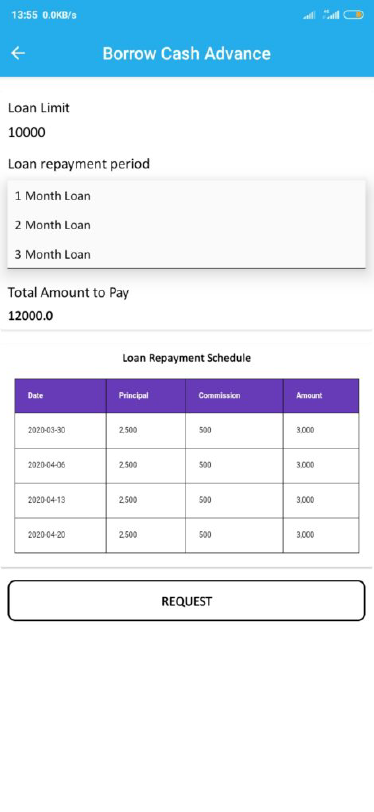 13:55 0.0KB/s
Borrow Cash Advance
Loan Limit
10000
Loan repayment period
1 Month Loan
2 Month Loan
3 Month Loan
Total Amount to Pay
12000.0
Loan Repayment Schedule
Date Principal Commission Amount
2020-03-30 2,500 500 3,000
2020-04-06 2,500 500 3,000
2020-04-13 2,500 500 3,000
2020-04-20 2,500 500 3,000
REQUEST